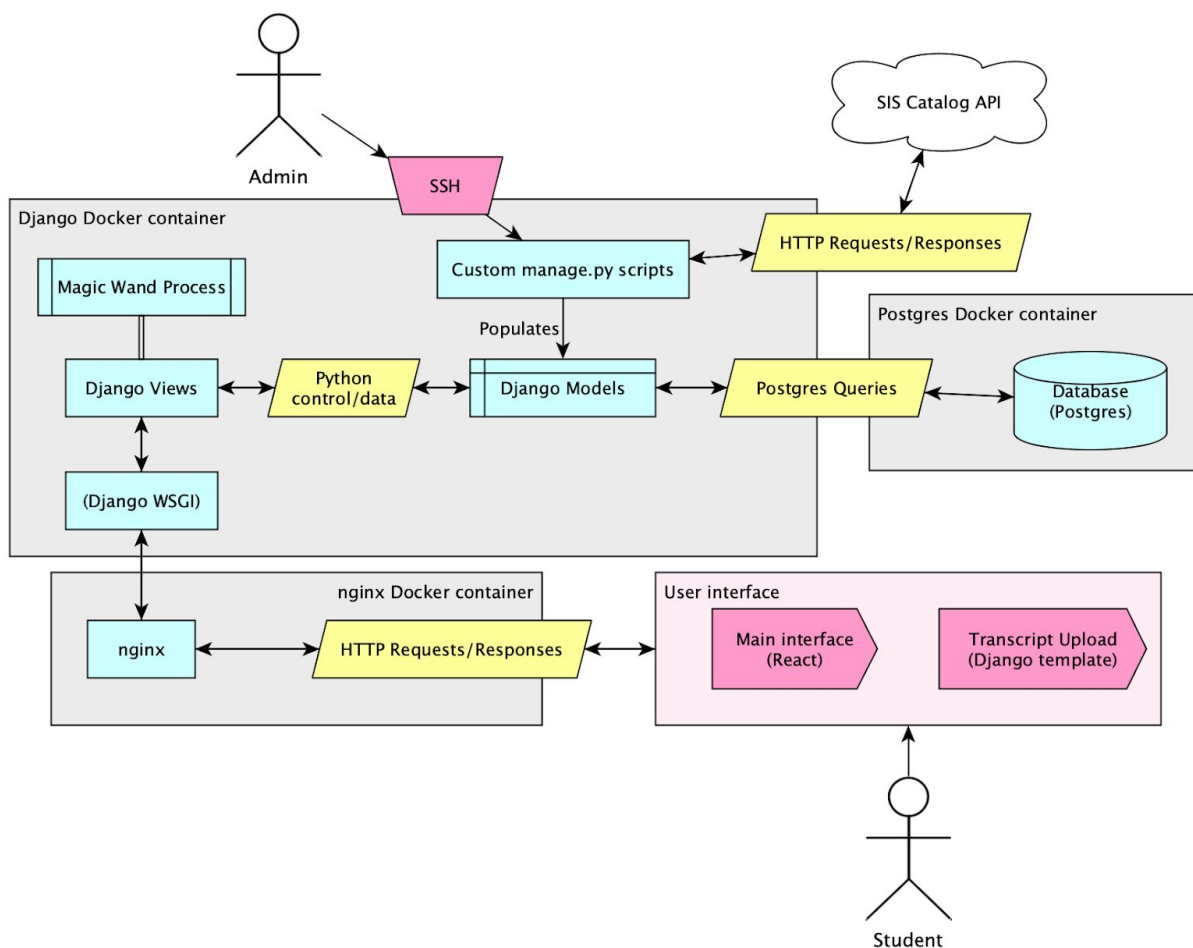 Admin
SIS Catalog API
SSH
Django Docker container
HTTP Requests/Responses
Custom manage.py scripts
Magic Wand Process
Populates
Postgres Docker container
Django Views
Python
control/data
Django Models
Postgres Queries
Database
(Postgres)
(Django WSGI)
nginx Docker container
nginx
HTTP Requests/Responses
User interface
Main interface
(React)
Transcript Upload
(Django template)
Student